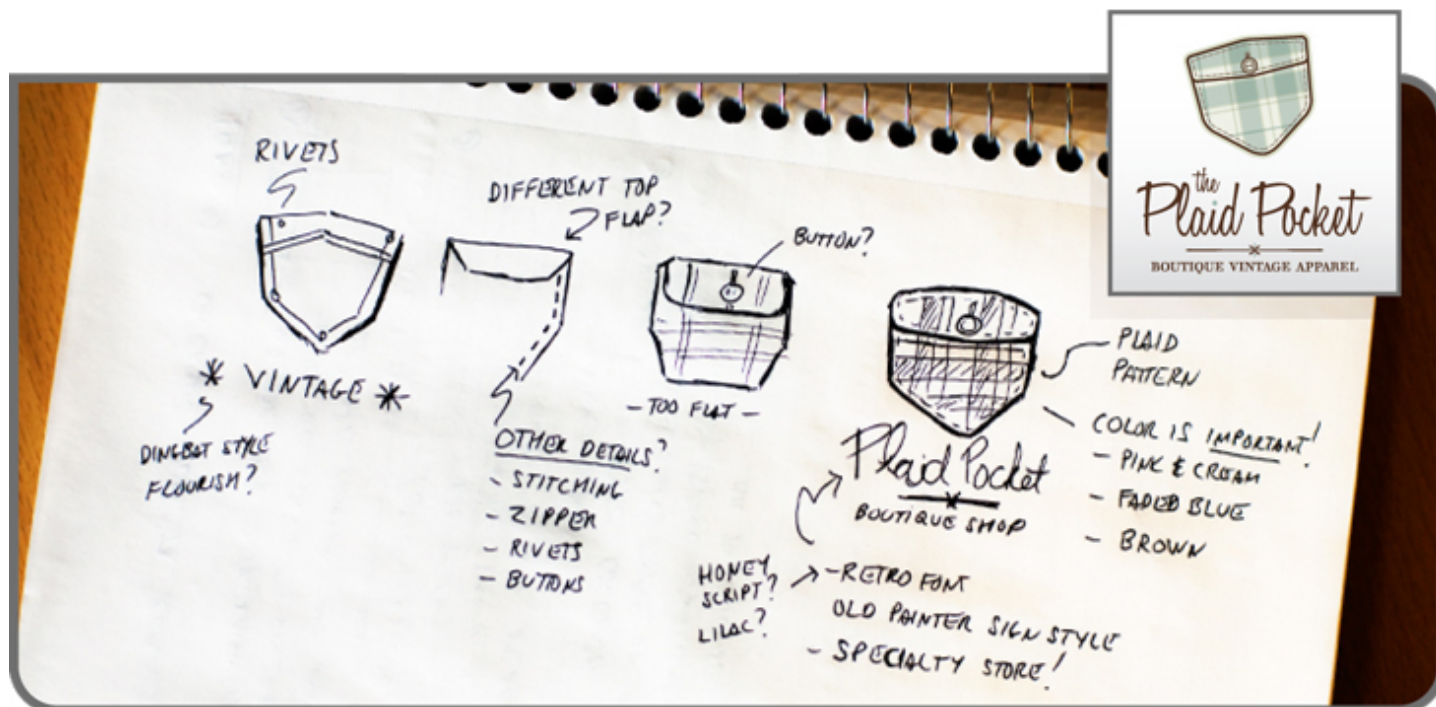 RIVETS
* VINTAGE *
DINGBAT STYLE
FLOURISH?
DIFFERENT TOP
FLAP?
OTHER DETAILS?
- STITCHING
- ZIPPER
- RIVETS
- BUTTONS
BUTTON?
- TOO FLAT -
Plaid Pocket
BOUTIQUE SHOP
HONEY
SCRIPT?
LILAC?
- RETRO FONT
OLD PAINTER SIGN STYLE
- SPECIALTY STORE!
PLAID
PATTERN
COLOR IS IMPORTANT!
- PINK & CREAM
- FADED BLUE
- BROWN
the
Plaid Pocket
BOUTIQUE VINTAGE APPAREL